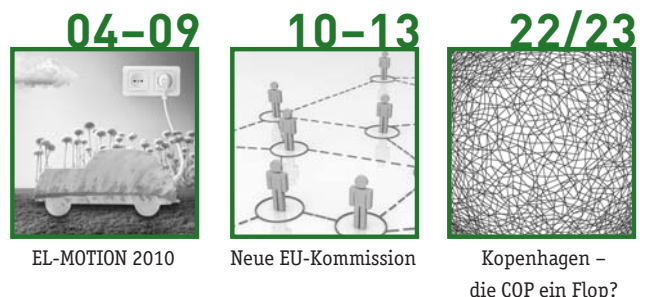 04–09
10–13
22/23
EL-MOTION 2010
Neue EU-Kommission
Kopenhagen –
die COP ein Flop?